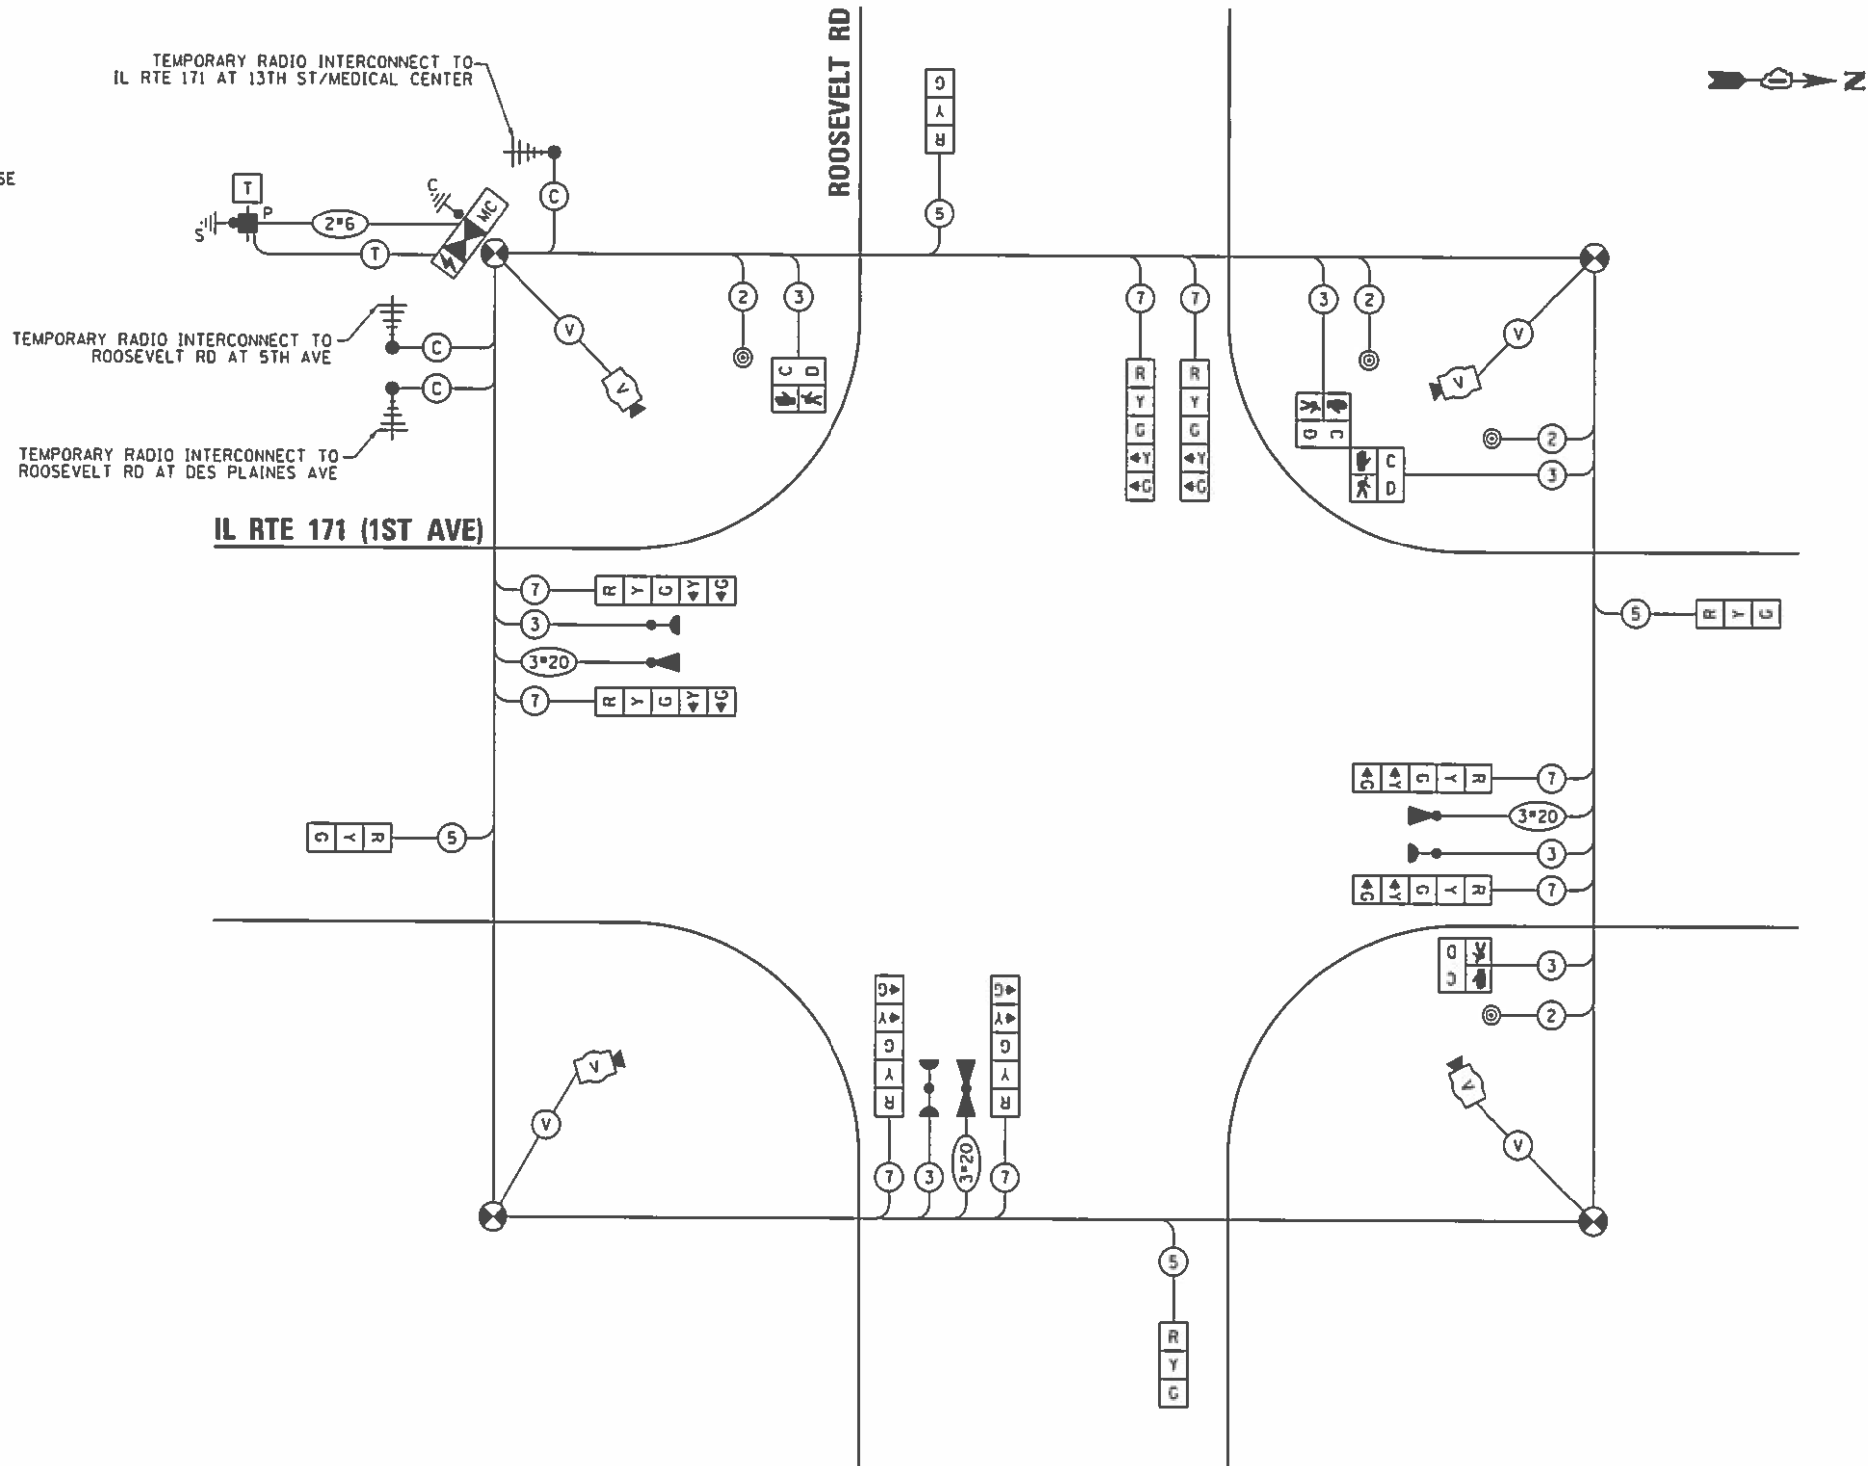 TEMPORARY RADIO INTERCONNECT TO
IL RTE 171 AT 13TH ST/MEDICAL CENTER
ROOSEVELT RD
N
SE
T
P
S
2#6
T
C
MC
C
G
Y
R
5
TEMPORARY RADIO INTERCONNECT TO
ROOSEVELT RD AT 5TH AVE
C
C
TEMPORARY RADIO INTERCONNECT TO
ROOSEVELT RD AT DES PLAINES AVE
V
V
2
3
C D
7
7
R
Y
G
Y
G
R
Y
G
Y
G
3
2
D C
C
D
V
V
2
3
IL RTE 171 (1ST AVE)
7 R Y G Y G
3
3#20
7 R Y G Y G
5 R Y G
G Y R 5
G Y G Y R 7
3#20
3
G Y G Y R 7
D
C
3
2
V
V
G
Y
G
Y
R
7
3
3#20
G
Y
G
Y
R
7
V
V
5
R
Y
G